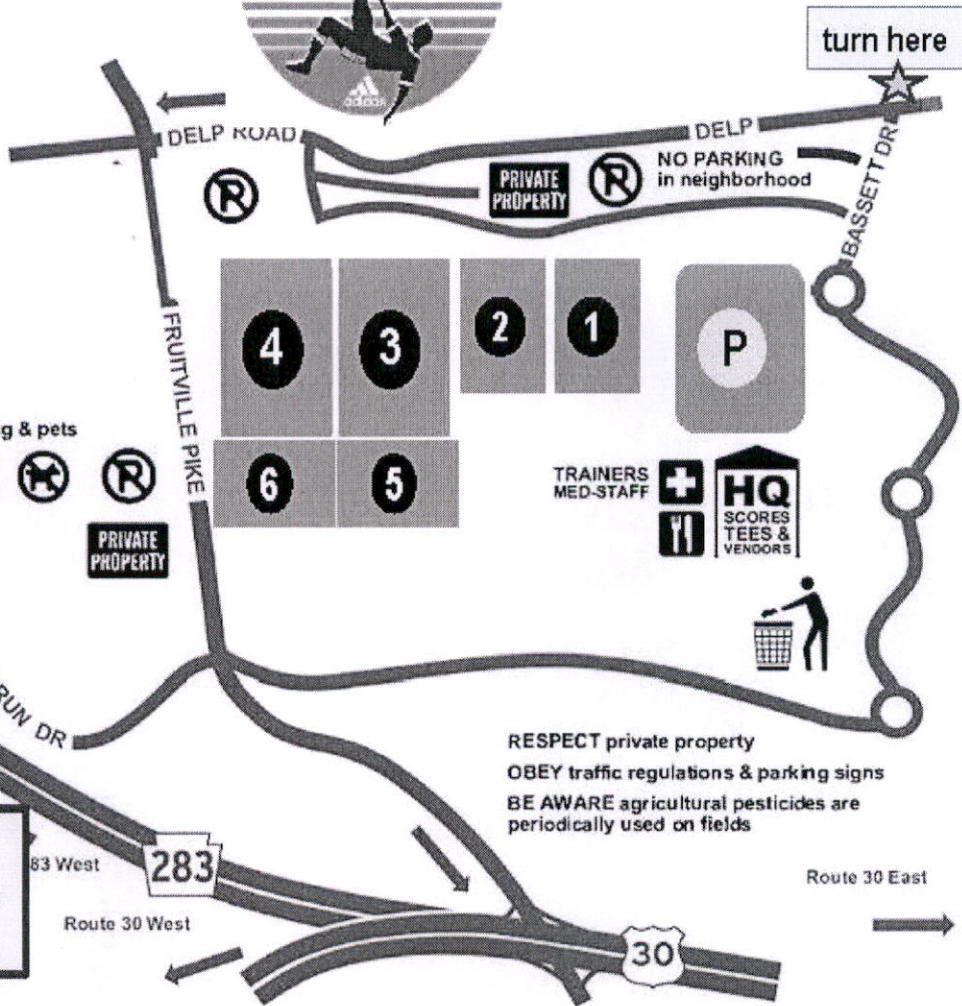 turn here
adidas
DELP ROAD
DELP
NO PARKING
in neighborhood
PRIVATE
PROPERTY
P
BASSETT DR
4
3
2
1
P
FRUITVILLE PIKE
g & pets
P
6
5
TRAINERS
MED-STAFF
HQ
SCORES
TEES &
VENDORS
PRIVATE
PROPERTY
RUN DR
RESPECT private property
OBEY traffic regulations & parking signs
BE AWARE agricultural pesticides are
periodically used on fields
83 West
283
Route 30 West
Route 30 East
30